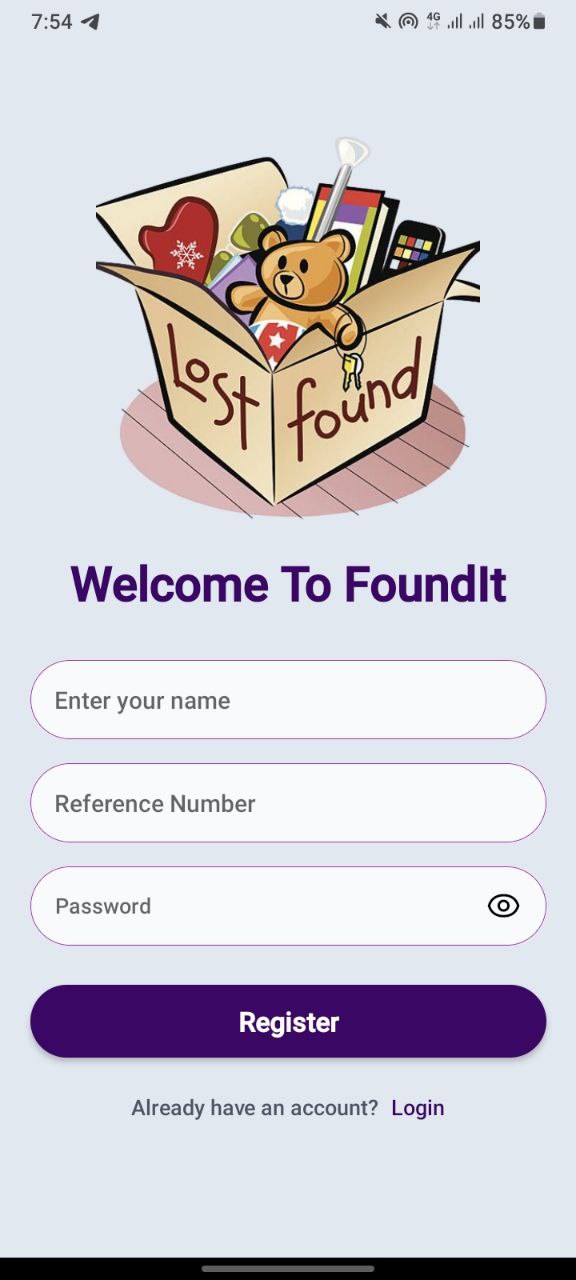 7:54 4G 85%
Lost found
Welcome To FoundIt
Enter your name
Reference Number
Password
Register
Already have an account? Login